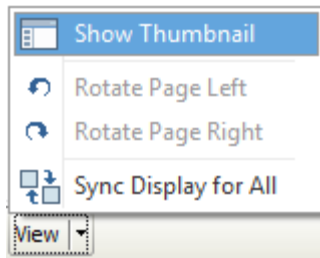 Show Thumbnail
Rotate Page Left
Rotate Page Right
Sync Display for All
View